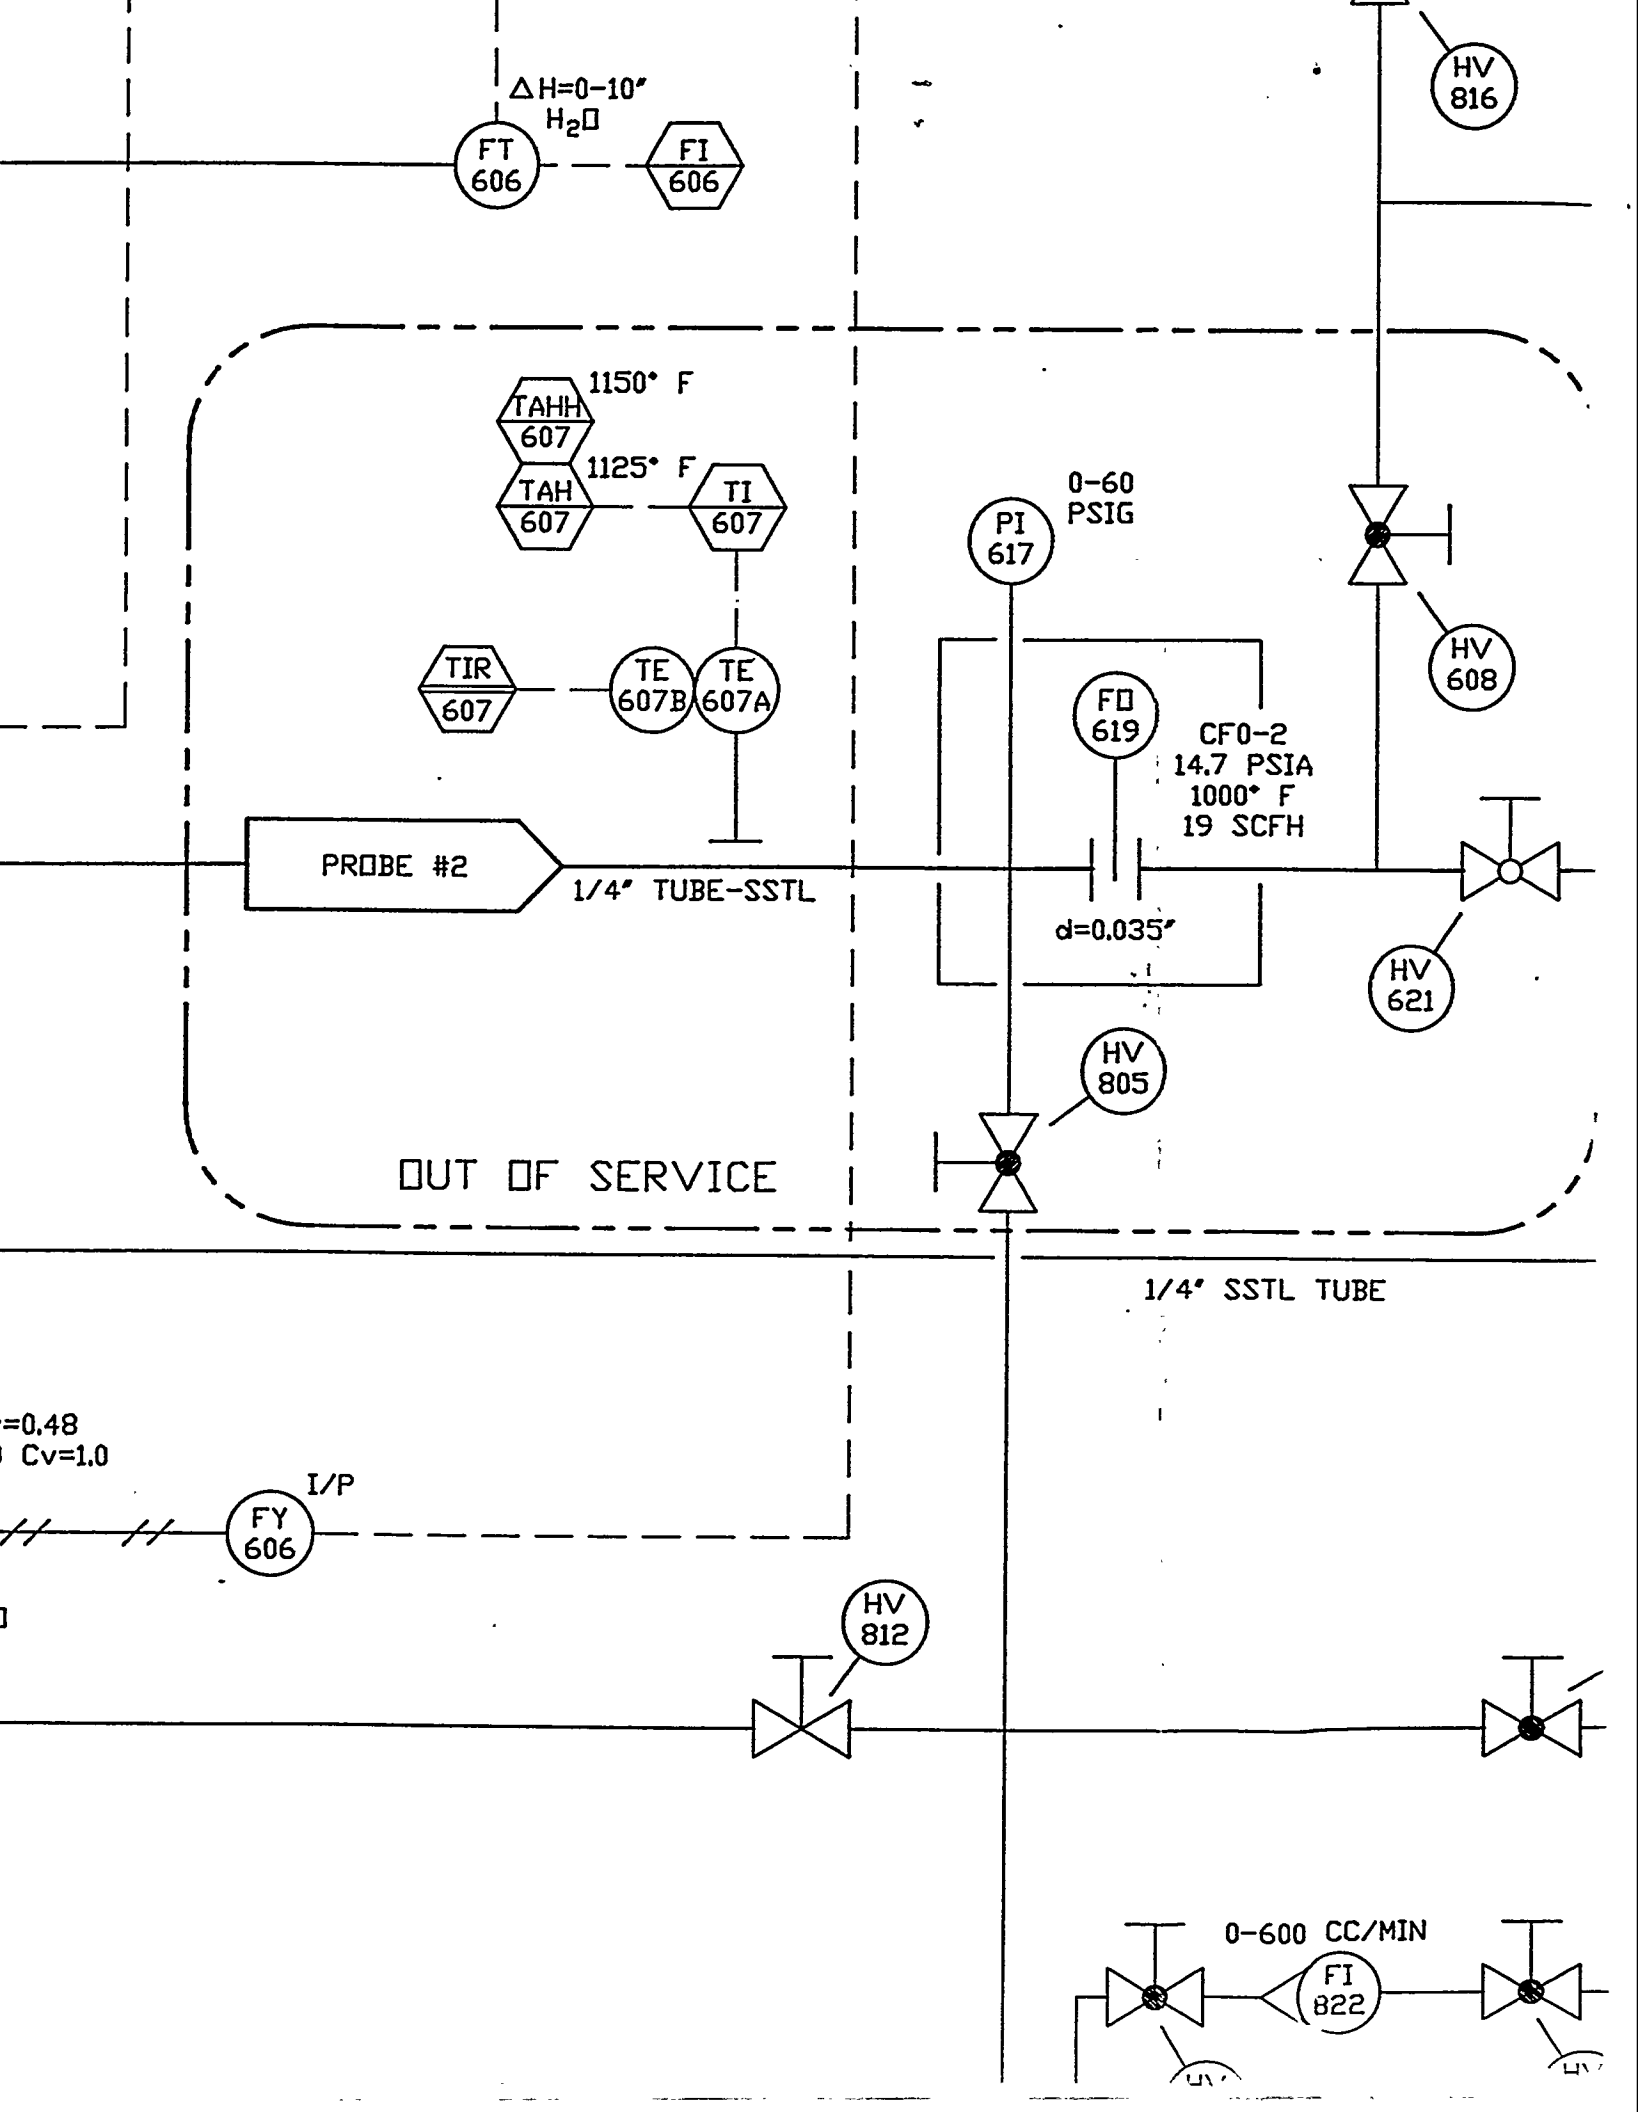 HV
816
△H=0-10"
H₂O
FT
606
FI
606
1150° F
TAHH
607
1125° F
TAH
607
TI
607
0-60
PSIG
PI
617
HV
608
TIR
607
TE
607B
TE
607A
FO
619
CFO-2
14.7 PSIA
1000° F
19 SCFH
PROBE #2
1/4" TUBE-SSTL
d=0.035"
HV
621
HV
805
OUT OF SERVICE
1/4" SSTL TUBE
=0.48
Cv=1.0
I/P
FY
606
HV
812
0-600 CC/MIN
FI
822
HV
HV